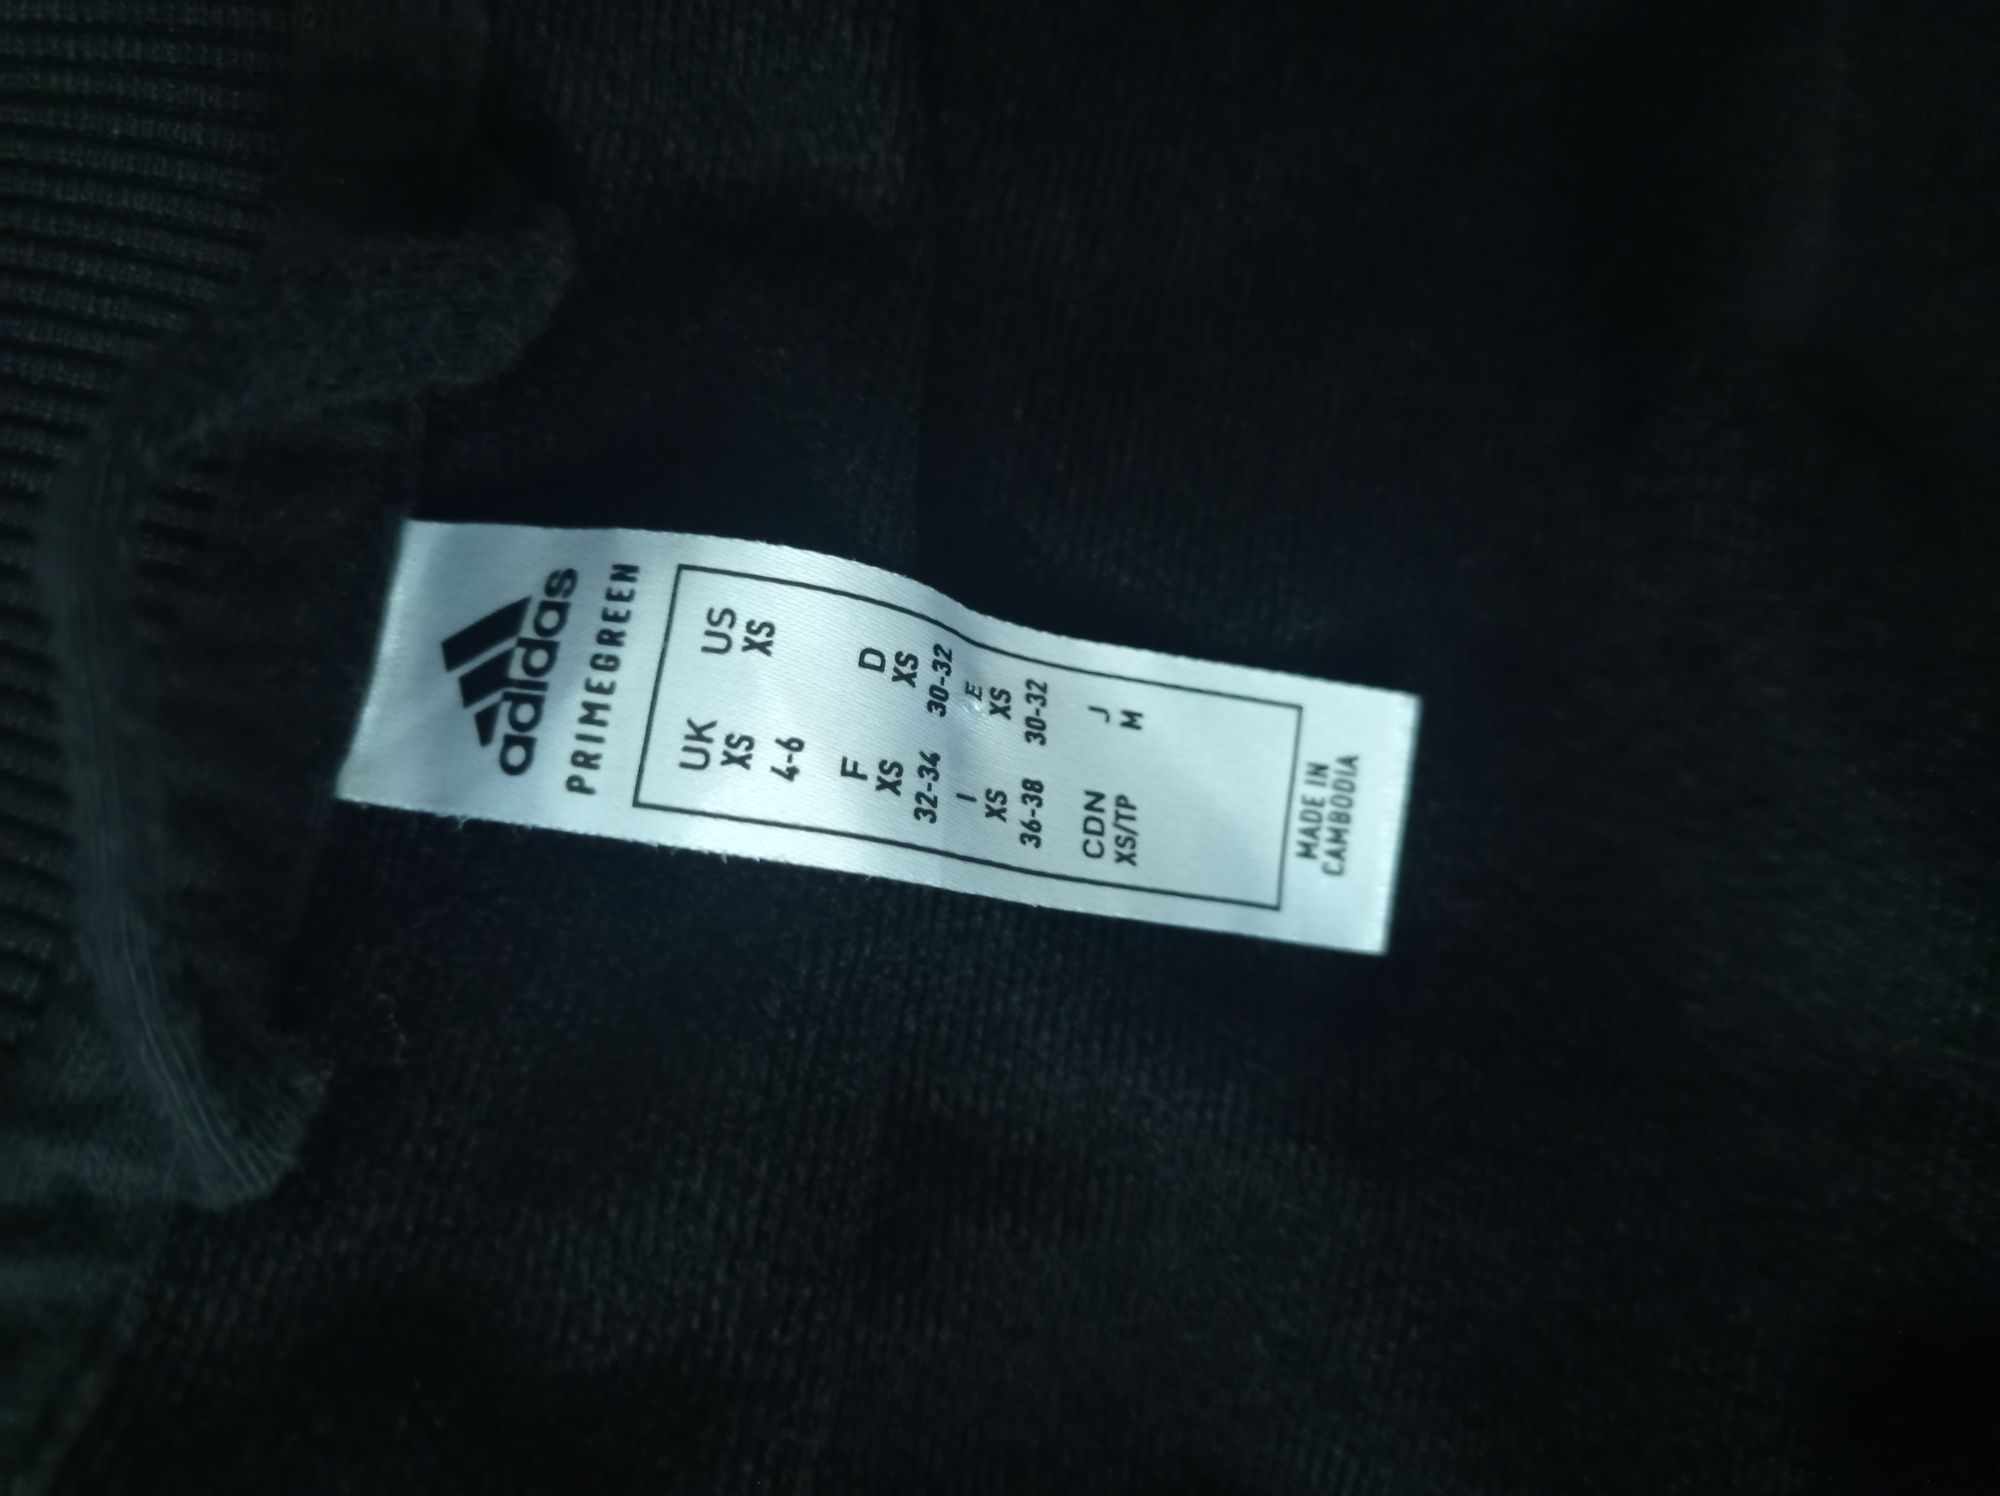 adidas
PRIMEGREEN
UK US
XS XS
4-6
F D
XS XS
32-34 30-32
I E
XS XS
36-38 30-32
CDN J
XS/TP M
MADE IN
CAMBODIA